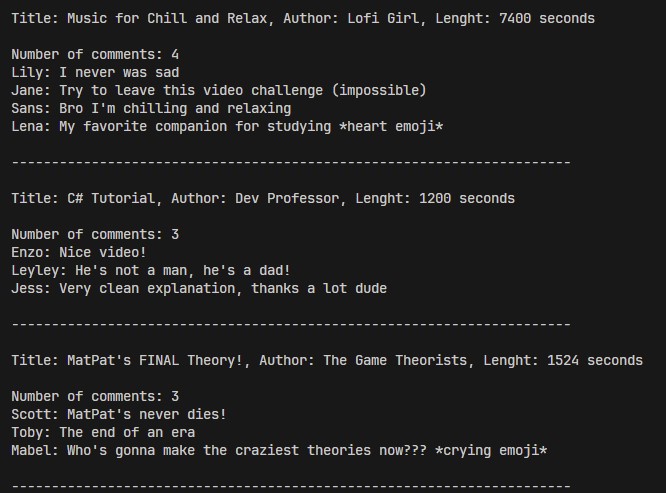 Title: Music for Chill and Relax, Author: Lofi Girl, Lenght: 7400 seconds
Number of comments: 4
Lily: I never was sad
Jane: Try to leave this video challenge (impossible)
Sans: Bro I'm chilling and relaxing
Lena: My favorite companion for studying *heart emoji*
----------------------------------------------------------------------
Title: C# Tutorial, Author: Dev Professor, Lenght: 1200 seconds
Number of comments: 3
Enzo: Nice video!
Leyley: He's not a man, he's a dad!
Jess: Very clean explanation, thanks a lot dude
----------------------------------------------------------------------
Title: MatPat's FINAL Theory!, Author: The Game Theorists, Lenght: 1524 seconds
Number of comments: 3
Scott: MatPat's never dies!
Toby: The end of an era
Mabel: Who's gonna make the craziest theories now??? *crying emoji*
----------------------------------------------------------------------